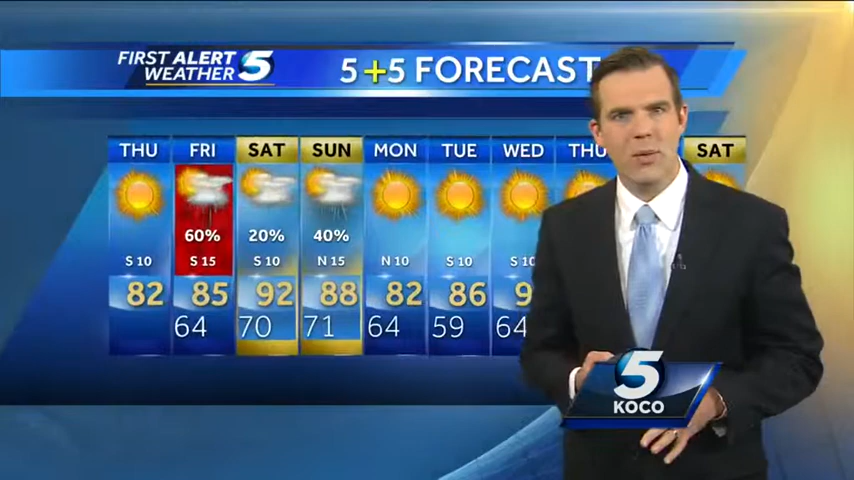 FIRST ALERT
WEATHER 5
5+5 FORECAST
THU FRI SAT SUN MON TUE WED THU SAT
60% 20% 40%
S 10 S 15 S 10 N 15 N 10 S 10 S 10
82 85 92 88 82 86
64 70 71 64 59 64
5
KOCO